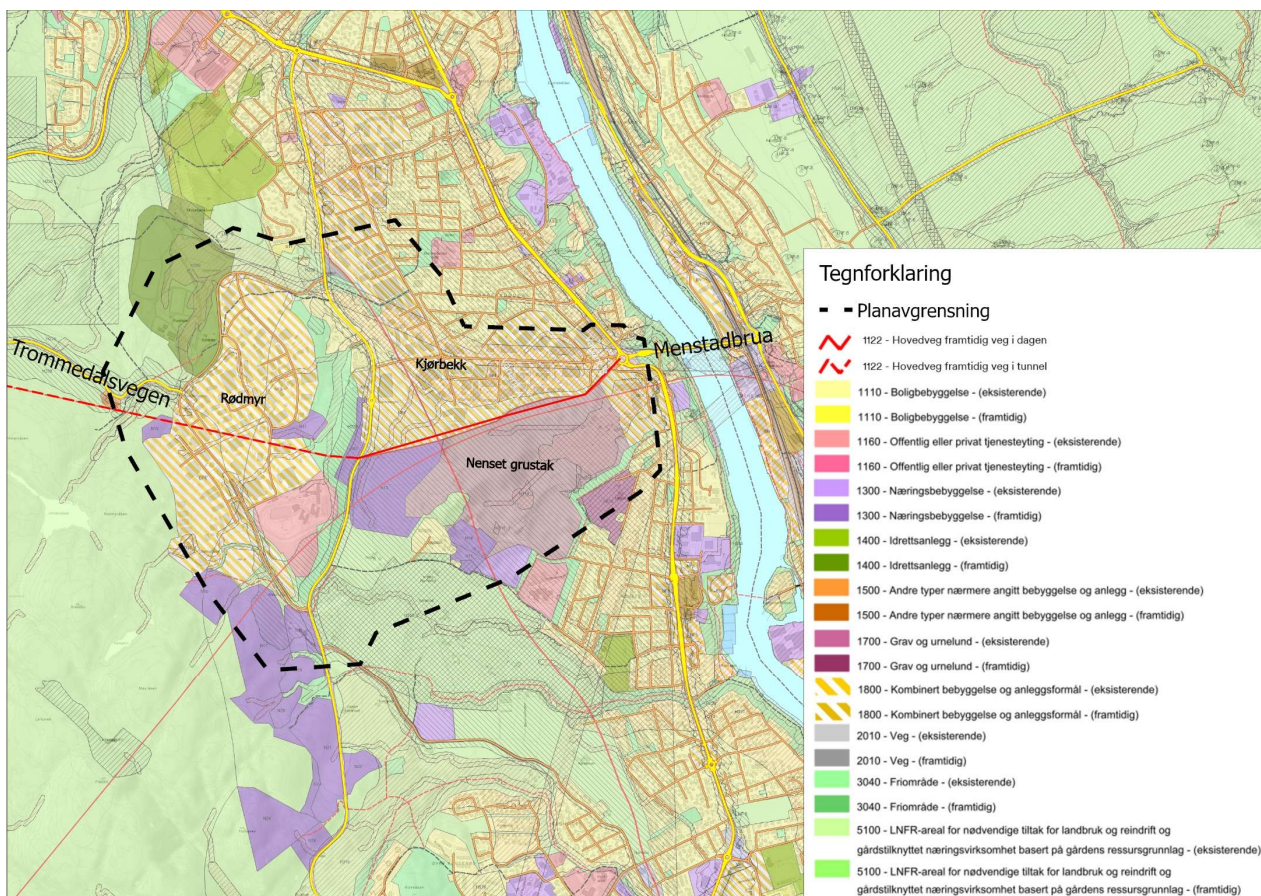 Trommedalsvegen
Rødmyr
Kjørbekk
Menstadbrua
Nenset grustak
Tegnforklaring
Planavgrensning
1122 - Hovedveg framtidig veg i dagen
1122 - Hovedveg framtidig veg i tunnel
1110 - Boligbebyggelse - (eksisterende)
1110 - Boligbebyggelse - (framtidig)
1160 - Offentlig eller privat tjenesteyting - (eksisterende)
1160 - Offentlig eller privat tjenesteyting - (framtidig)
1300 - Næringsbebyggelse - (eksisterende)
1300 - Næringsbebyggelse - (framtidig)
1400 - Idrettsanlegg - (eksisterende)
1400 - Idrettsanlegg - (framtidig)
1500 - Andre typer nærmere angitt bebyggelse og anlegg - (eksisterende)
1500 - Andre typer nærmere angitt bebyggelse og anlegg - (framtidig)
1700 - Grav og urnelund - (eksisterende)
1700 - Grav og urnelund - (framtidig)
1800 - Kombinert bebyggelse og anleggsformål - (eksisterende)
1800 - Kombinert bebyggelse og anleggsformål - (framtidig)
2010 - Veg - (eksisterende)
2010 - Veg - (framtidig)
3040 - Friområde - (eksisterende)
3040 - Friområde - (framtidig)
5100 - LNFR-areal for nødvendige tiltak for landbruk og reindrift og
gårdstilknyttet næringsvirksomhet basert på gårdens ressursgrunnlag - (eksisterende)
5100 - LNFR-areal for nødvendige tiltak for landbruk og reindrift og
gårdstilknyttet næringsvirksomhet basert på gårdens ressursgrunnlag - (framtidig)